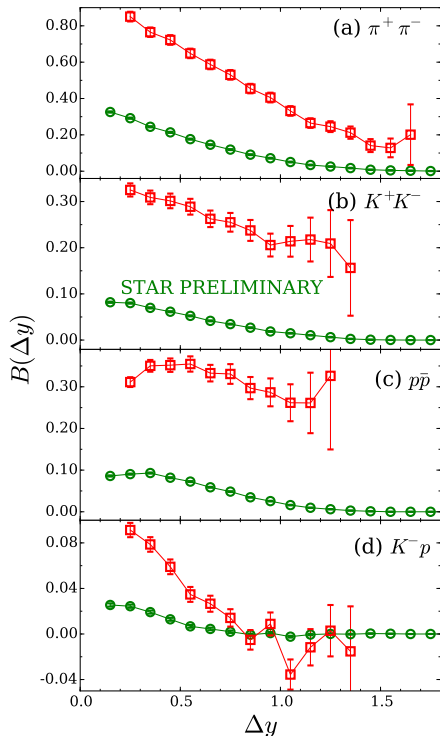 0.80
0.60
0.40
0.20
0.00
(a) π⁺ π⁻
0.30
0.20
0.10
0.00
(b) K⁺K⁻
STAR PRELIMINARY
B(Δy)
0.30
0.20
0.10
0.00
(c) pp̄
0.08
0.04
0.00
-0.04
(d) K⁻p
0.0 0.5 1.0 1.5
Δy